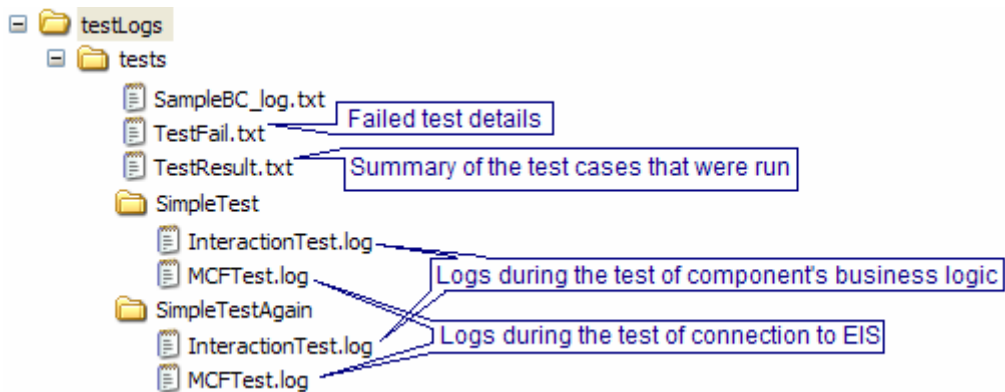 testLogs
tests
SampleBC_log.txt
TestFail.txt
Failed test details
TestResult.txt
Summary of the test cases that were run
SimpleTest
InteractionTest.log
MCFTest.log
Logs during the test of component's business logic
SimpleTestAgain
InteractionTest.log
Logs during the test of connection to EIS
MCFTest.log